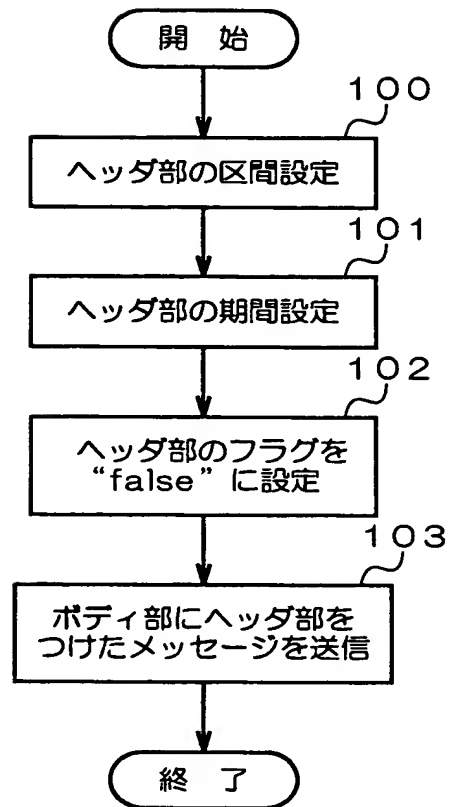 開 始
100
ヘッダ部の区間設定
101
ヘッダ部の期間設定
102
ヘッダ部のフラグを
“false”に設定
103
ボディ部にヘッダ部を
つけたメッセージを送信
終 了